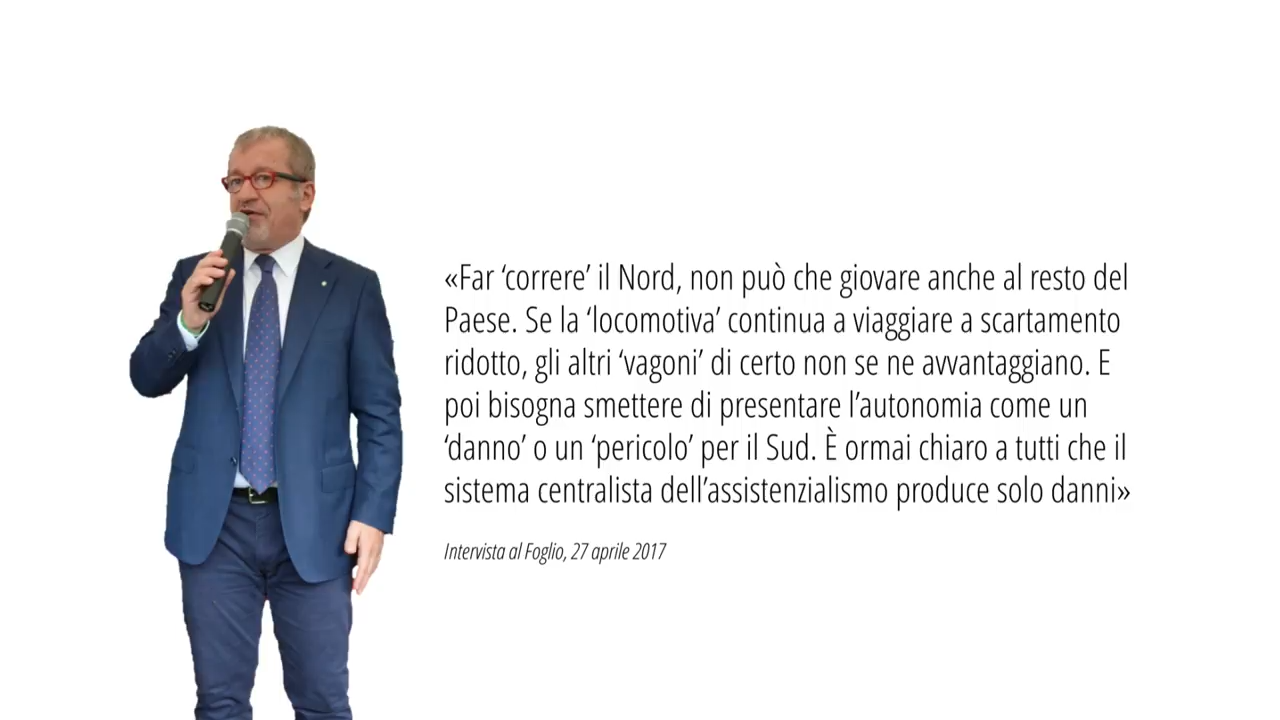 «Far ‘correre’ il Nord, non può che giovare anche al resto del
Paese. Se la ‘locomotiva’ continua a viaggiare a scartamento
ridotto, gli altri ‘vagoni’ di certo non se ne avvantaggiano. E
poi bisogna smettere di presentare l’autonomia come un
‘danno’ o un ‘pericolo’ per il Sud. È ormai chiaro a tutti che il
sistema centralista dell’assistenzialismo produce solo danni»
Intervista al Foglio, 27 aprile 2017